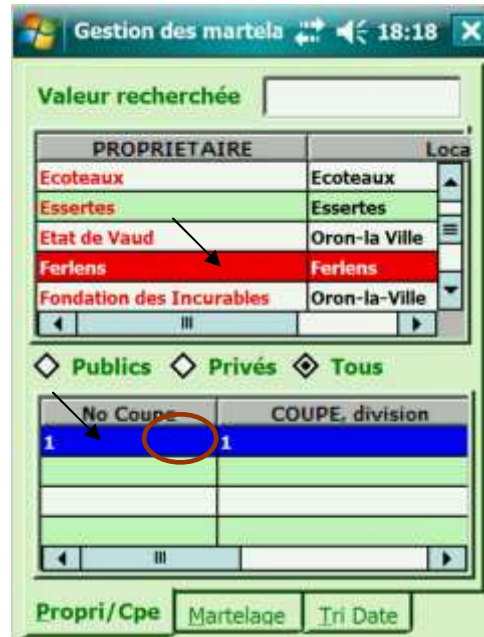 Gestion des martela 18:18
Valeur recherchée
PROPRIETAIRE Loca
Ecoteaux Ecoteaux
Essertes Essertes
Etat de Vaud Oron-la Ville
Ferlens Ferlens
Fondation des Incurables Oron-la-Ville
Publics Privés Tous
No Coupe COUPE, division
1 1
Propri/Cpe Martelage Tri Date